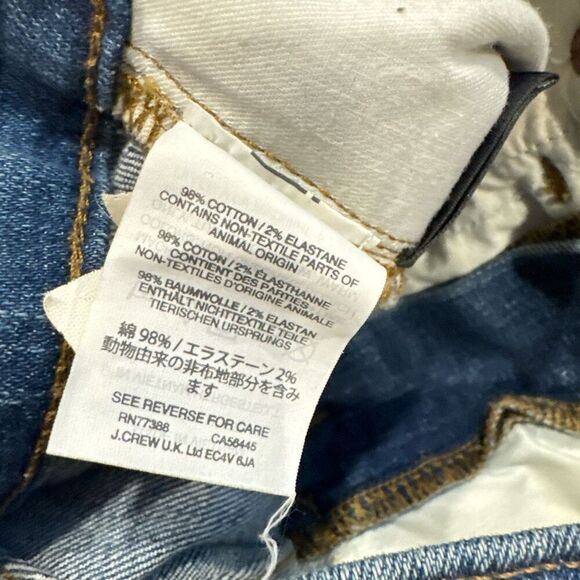 98% COTTON / 2% ELASTANE
CONTAINS NON-TEXTILE PARTS OF
ANIMAL ORIGIN
98% COTON / 2% ÉLASTHANNE
CONTIENT DES PARTIES
NON-TEXTILES D'ORIGINE ANIMALE
98% BAUMWOLLE / 2% ELASTAN
ENTHÄLT NICHTTEXTILE TEILE
TIERISCHEN URSPRUNGS
綿 98% / エラステーン 2%
動物由来の非布地部分を含み
ます
SEE REVERSE FOR CARE
RN77388 CA56445
J.CREW U.K. Ltd EC4V 6JA